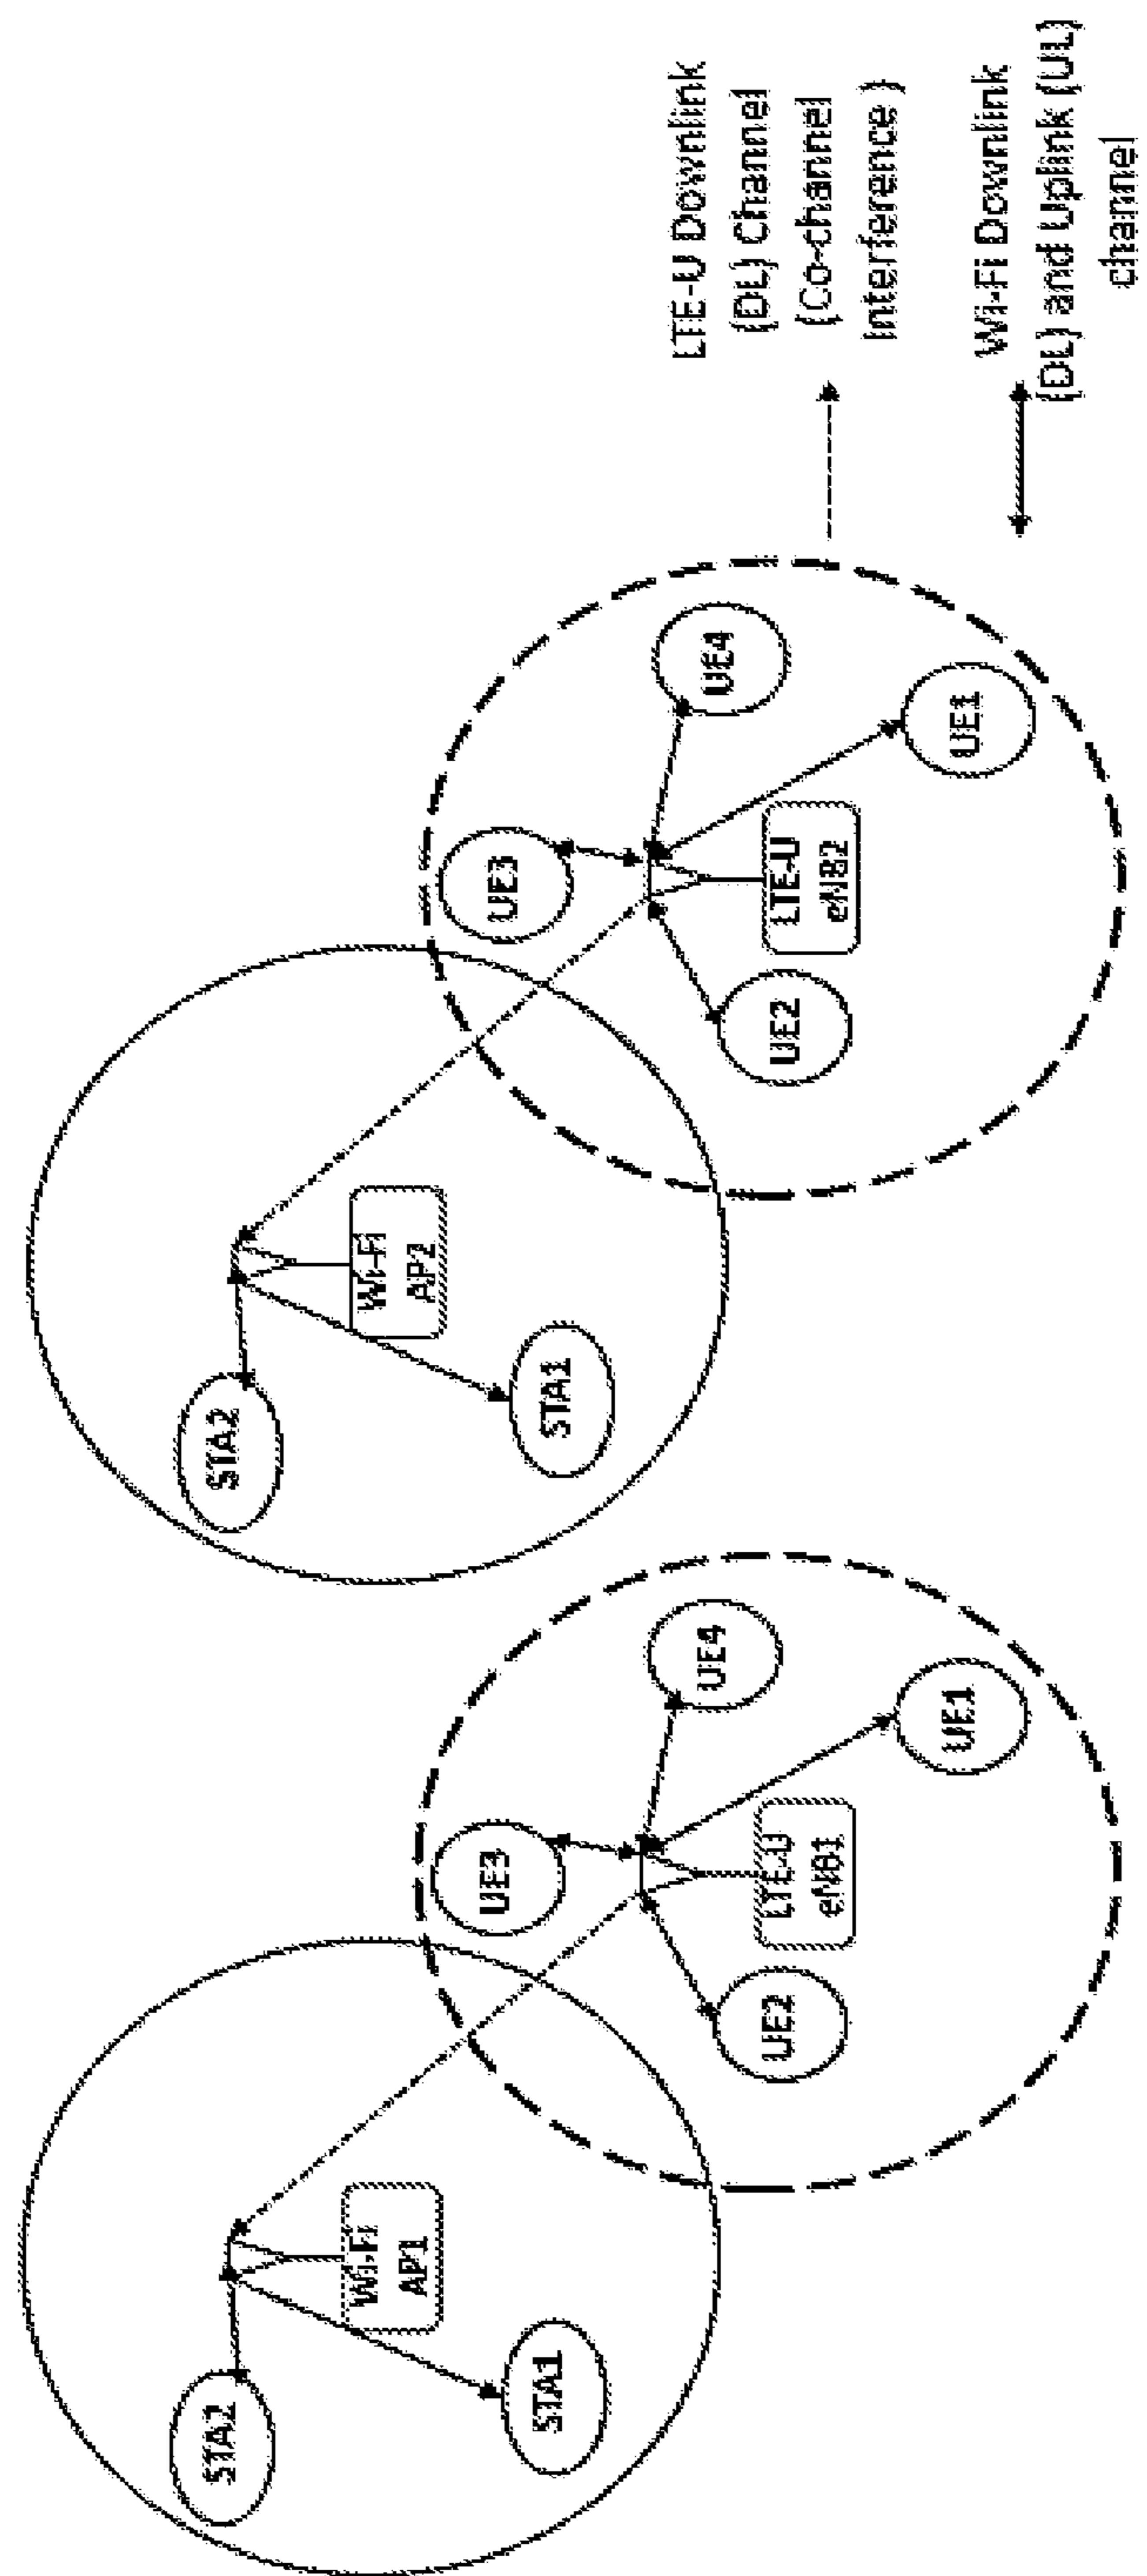 STA2
Wi-Fi
AP1
STA1
UE3
UE4
UE2
LTE-U
eNB1
UE1
STA2
Wi-Fi
AP2
STA1
UE3
UE4
UE2
LTE-U
eNB2
UE1
LTE-U Downlink
(DL) Channel
(Co-channel
Interference )
Wi-Fi Downlink
(DL) and Uplink (UL)
channel